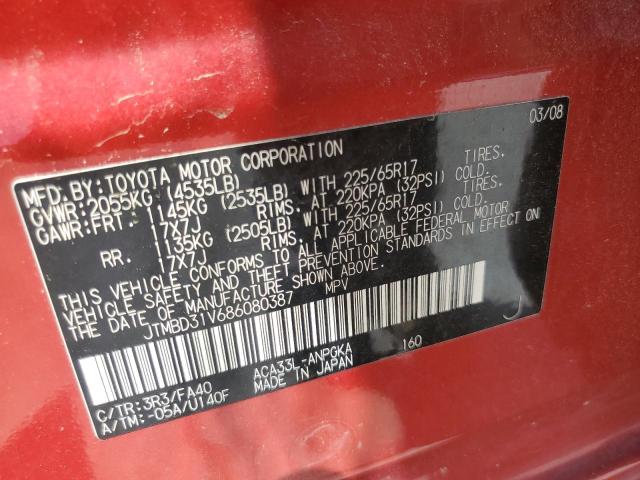 03/08
MFD.BY:TOYOTA MOTOR CORPORATION
GVWR:2055KG (4535LB)
GAWR:FRT. 1145KG (2535LB) WITH 225/65R17 TIRES,
17X7J RIMS, AT 220KPA (32PSI) COLD.
RR. 1135KG (2505LB) WITH 225/65R17 TIRES,
17X7J RIMS, AT 220KPA (32PSI) COLD.
THIS VEHICLE CONFORMS TO ALL APPLICABLE FEDERAL MOTOR
VEHICLE SAFETY AND THEFT PREVENTION STANDARDS IN EFFECT ON
THE DATE OF MANUFACTURE SHOWN ABOVE.
JTMBD31V686080387 MPV
J
C/TR:3R3/FA40 ACA33L-ANPGKA 160
A/TM:-05A/U140F MADE IN JAPAN